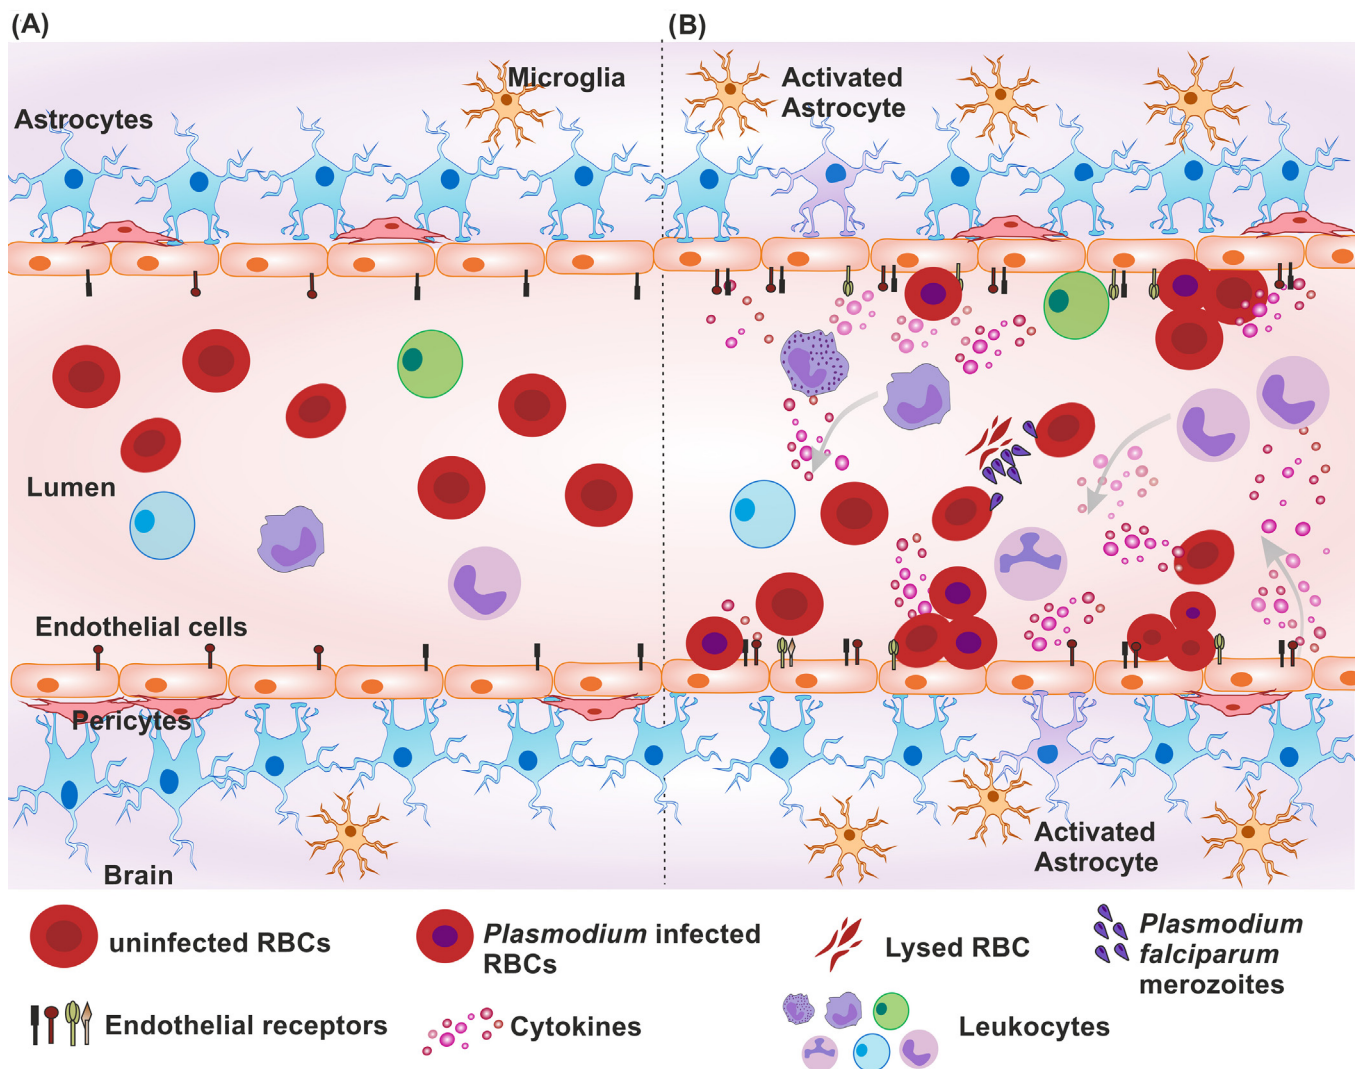 (A)
(B)
Microglia
Activated
Astrocyte
Astrocytes
Lumen
Endothelial cells
Pericytes
Activated
Astrocyte
Brain
uninfected RBCs
Plasmodium infected
RBCs
Lysed RBC
Plasmodium
falciparum
merozoites
Endothelial receptors
Cytokines
Leukocytes